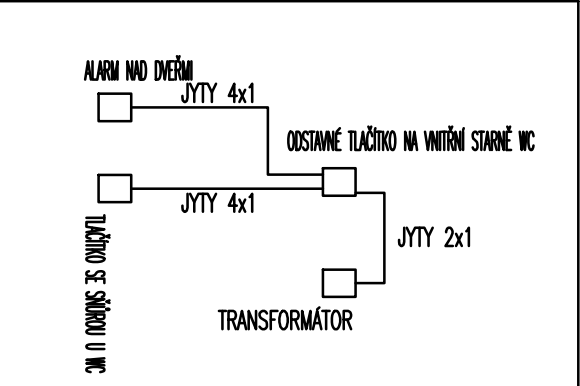 ALARM NAD DVEŘMI
JYTY 4x1
ODSTAVNÉ TLAČÍTKO NA VNITŘNÍ STARNĚ WC
JYTY 4x1
TLAČÍTKO SE SŇŮROU U WC
JYTY 2x1
TRANSFORMÁTOR